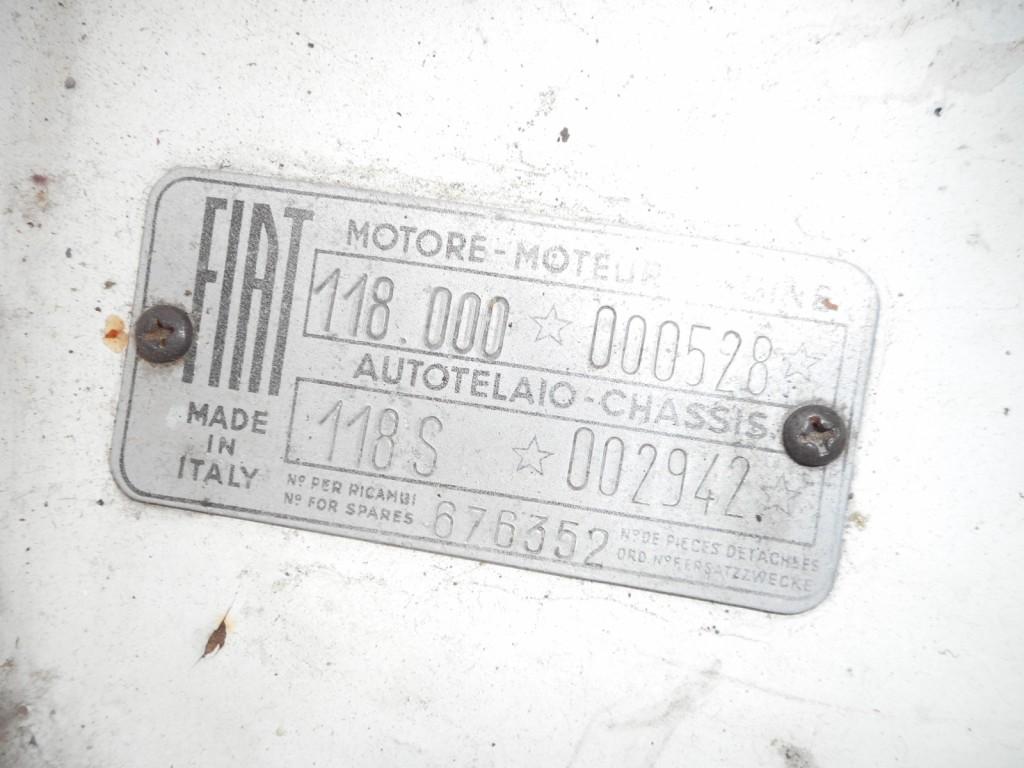 FIAT
MADE
IN
ITALY
MOTORE-MOTEUR
118.000 ☆ 000528 ☆
AUTOTELAIO-CHASSIS
118S ☆ 002942 ☆
Nº PER RICAMBI
Nº FOR SPARES
676352
Nº DE PIECES DETACHEES
ORD. Nº F. ERSATZZWECKE